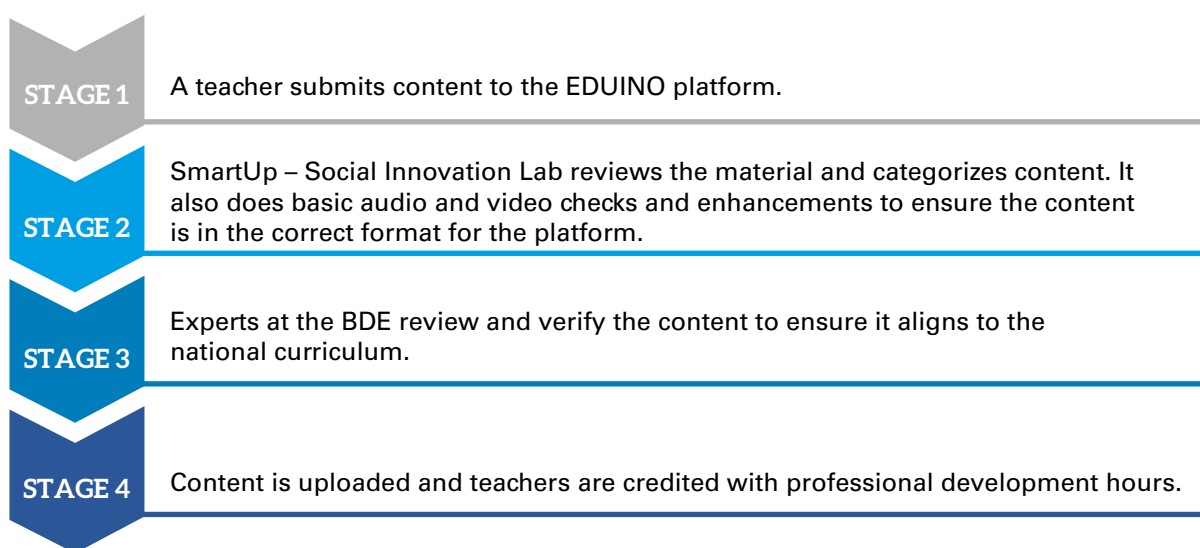 STAGE 1
A teacher submits content to the EDUINO platform.
SmartUp – Social Innovation Lab reviews the material and categorizes content. It
also does basic audio and video checks and enhancements to ensure the content
is in the correct format for the platform.
STAGE 2
Experts at the BDE review and verify the content to ensure it aligns to the
national curriculum.
STAGE 3
STAGE 4
Content is uploaded and teachers are credited with professional development hours.